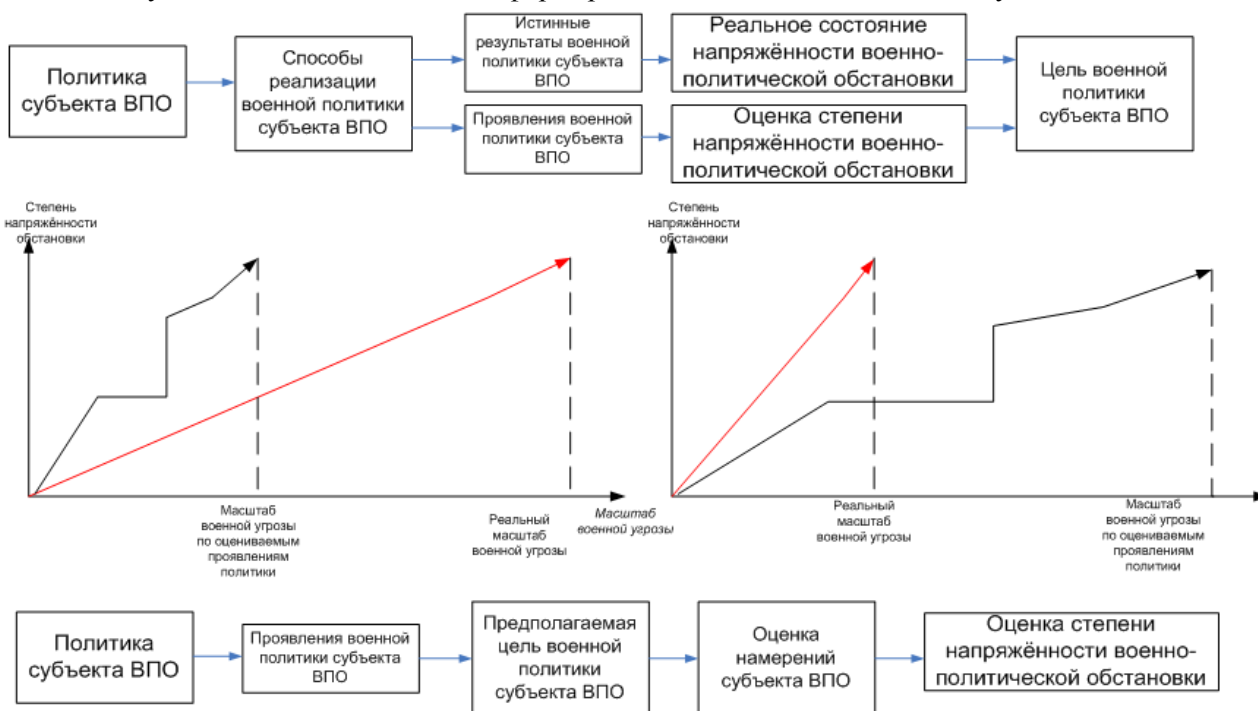 Политика
субъекта ВПО
Способы
реализации
военной политики
субъекта ВПО
Истинные
результаты военной
политики субъекта
ВПО
Проявления военной
политики субъекта
ВПО
Реальное состояние
напряжённости военно-
политической обстановки
Оценка степени
напряжённости военно-
политической обстановки
Цель военной
политики
субъекта ВПО
Степень
напряжённости
обстановки
Масштаб
военной угрозы
по оцениваемым
проявлениям
политики
Реальный
масштаб
военной угрозы
Масштаб
военной угрозы
Степень
напряжённости
обстановки
Реальный
масштаб
военной угрозы
Масштаб
военной угрозы
по оцениваемым
проявлениям
политики
Политика
субъекта ВПО
Проявления военной
политики субъекта
ВПО
Предполагаемая
цель военной
политики
субъекта ВПО
Оценка
намерений
субъекта ВПО
Оценка степени
напряжённости военно-
политической обстановки